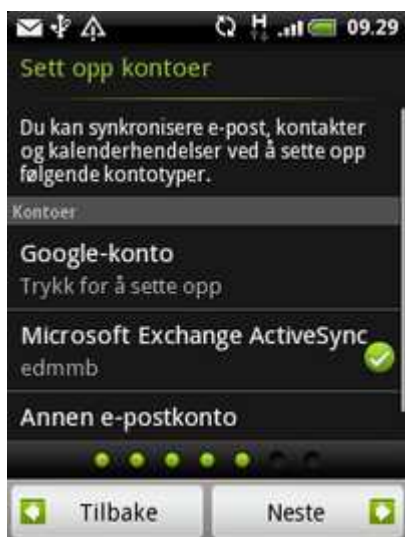 H 09.29
Sett opp kontoer
Du kan synkronisere e-post, kontakter
og kalenderhendelser ved å sette opp
følgende kontotyper.
Kontoer
Google-konto
Trykk for å sette opp
Microsoft Exchange ActiveSync
edmmb
Annen e-postkonto
Tilbake Neste